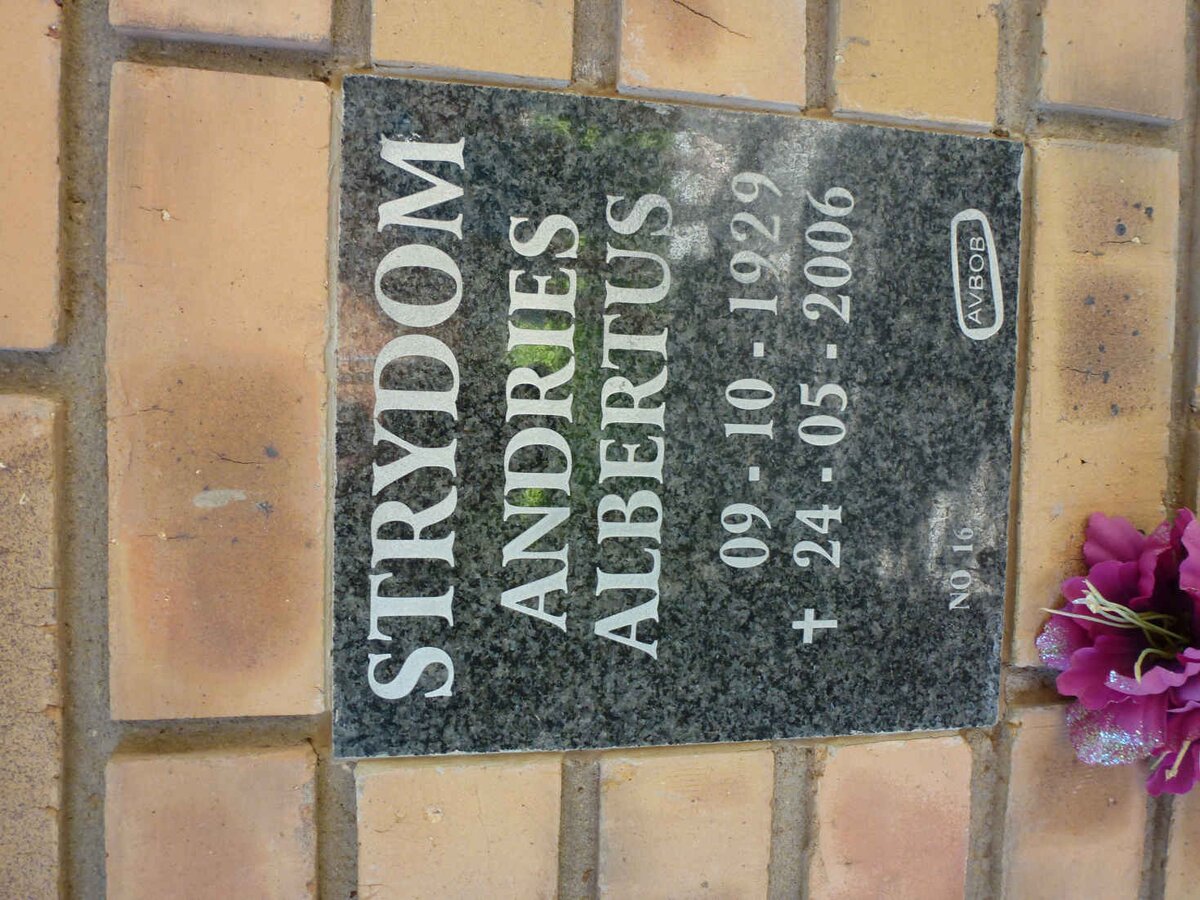 STRYDOM
ANDRIES
ALBERTUS
09 - 10 - 1929
+ 24 - 05 - 2006
NO 16
AVBOB